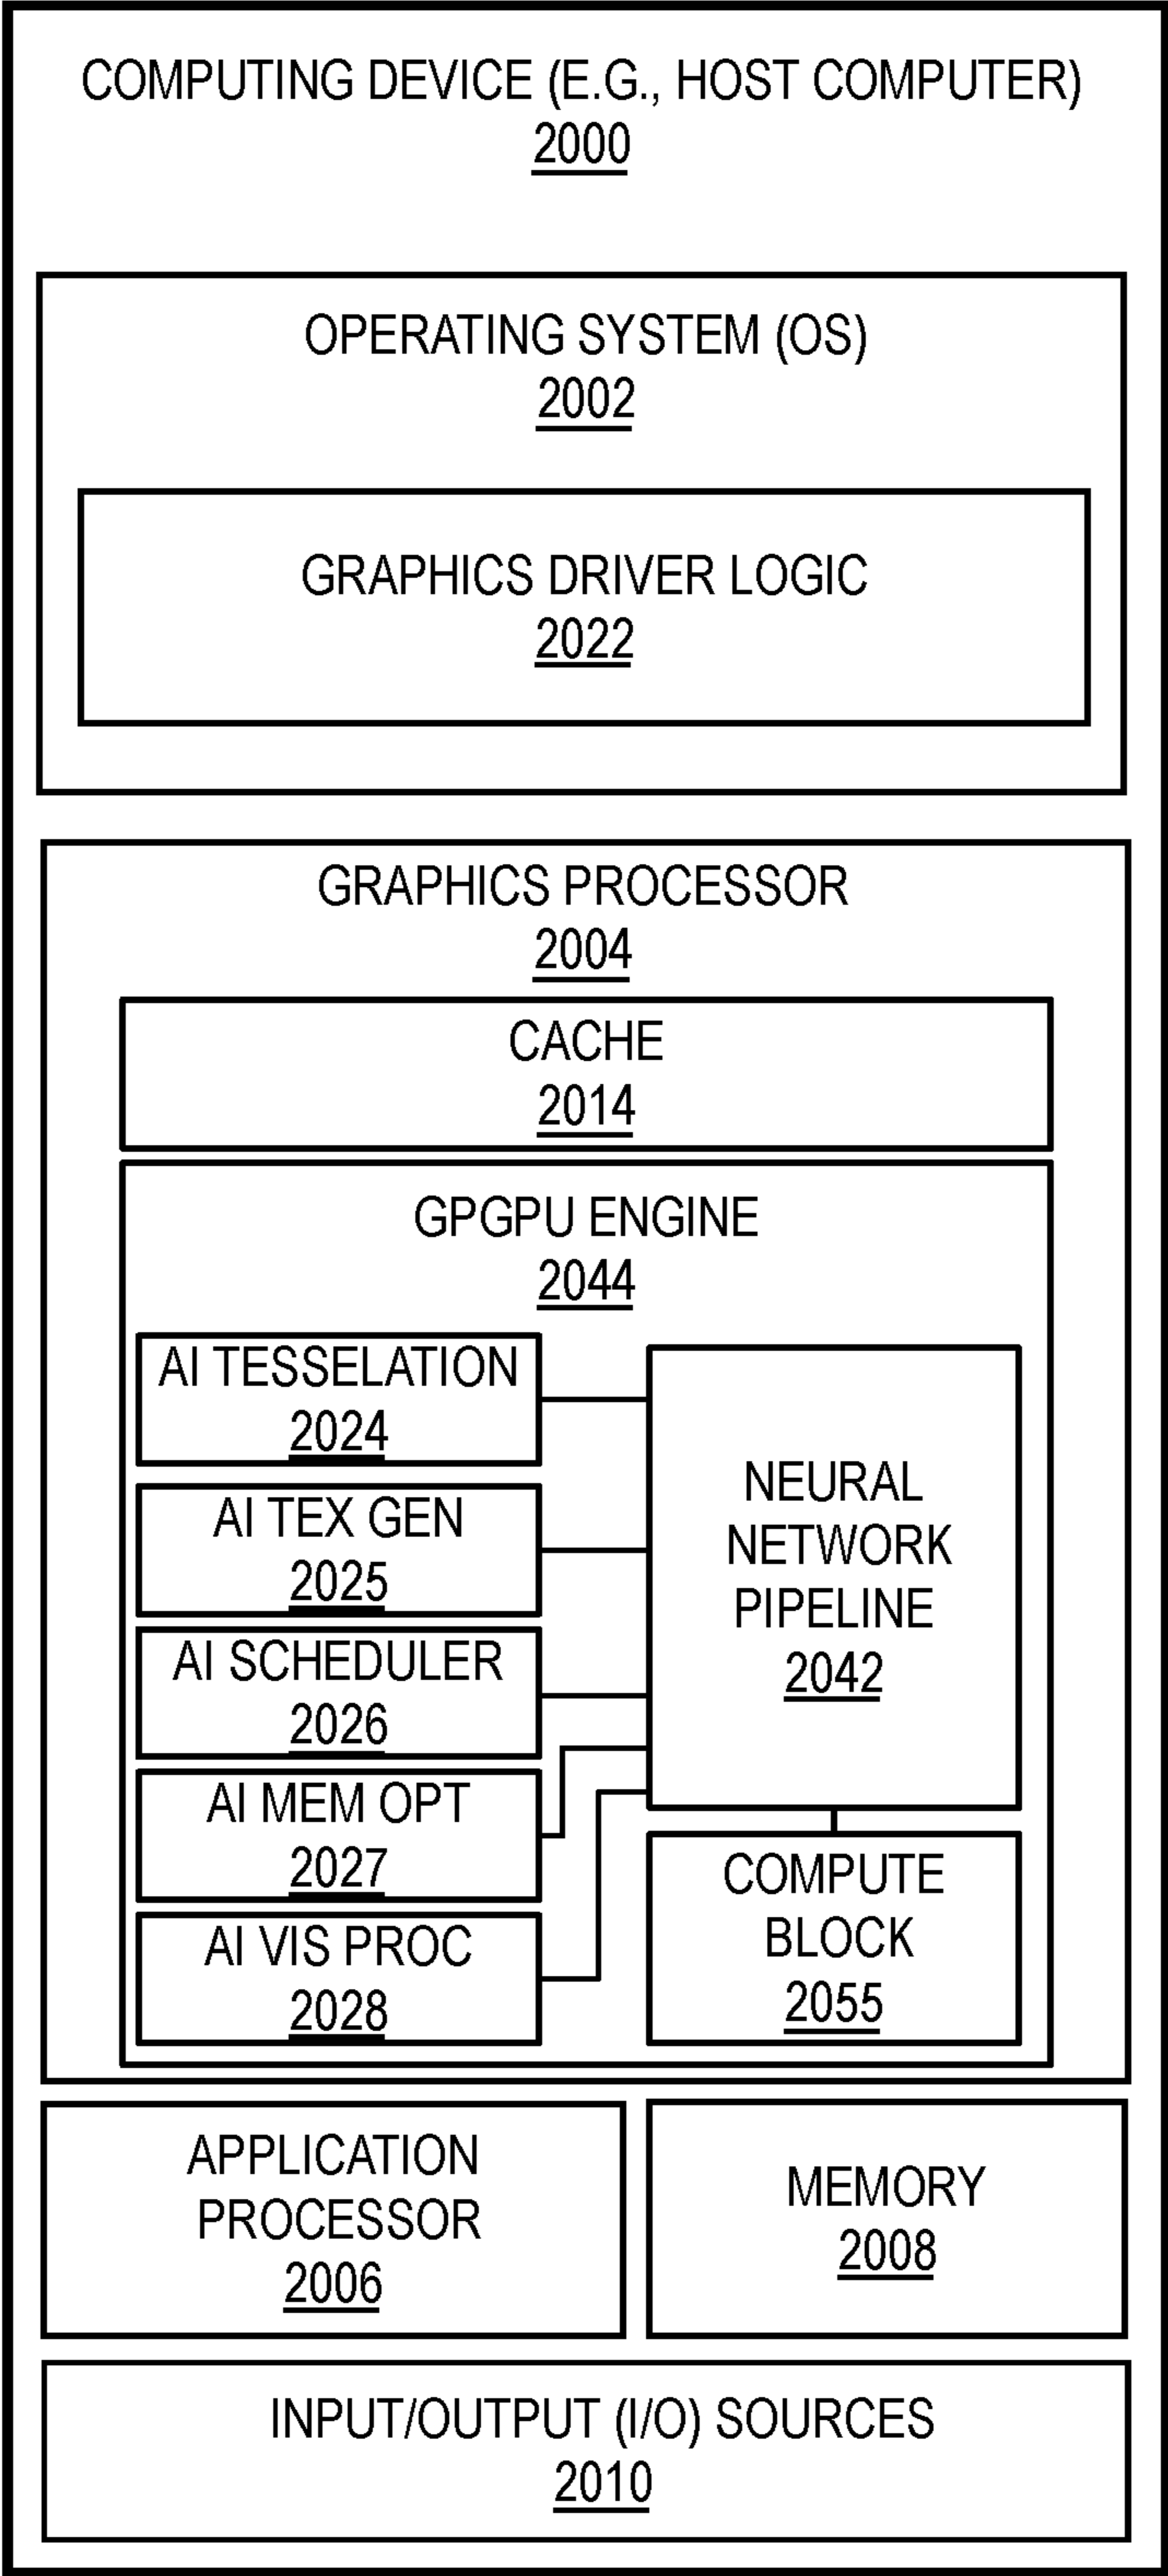 COMPUTING DEVICE (E.G., HOST COMPUTER)
2000
OPERATING SYSTEM (OS)
2002
GRAPHICS DRIVER LOGIC
2022
GRAPHICS PROCESSOR
2004
CACHE
2014
GPGPU ENGINE
2044
AI TESSELATION
2024
AI TEX GEN
2025
AI SCHEDULER
2026
AI MEM OPT
2027
AI VIS PROC
2028
NEURAL
NETWORK
PIPELINE
2042
COMPUTE
BLOCK
2055
APPLICATION
PROCESSOR
2006
MEMORY
2008
INPUT/OUTPUT (I/O) SOURCES
2010